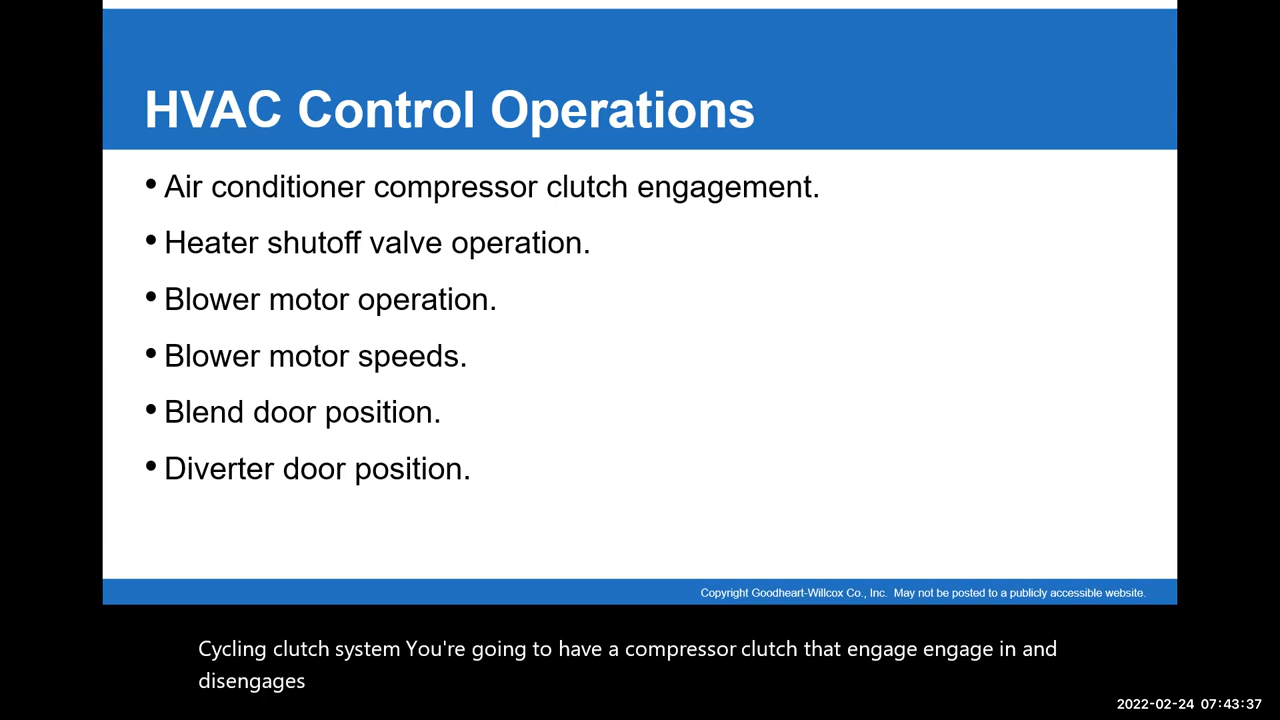 HVAC Control Operations
• Air conditioner compressor clutch engagement.
• Heater shutoff valve operation.
• Blower motor operation.
• Blower motor speeds.
• Blend door position.
• Diverter door position.
Copyright Goodheart-Willcox Co., Inc. May not be posted to a publicly accessible website.
Cycling clutch system You're going to have a compressor clutch that engage engage in and
disengages
2022-02-24 07:43:37